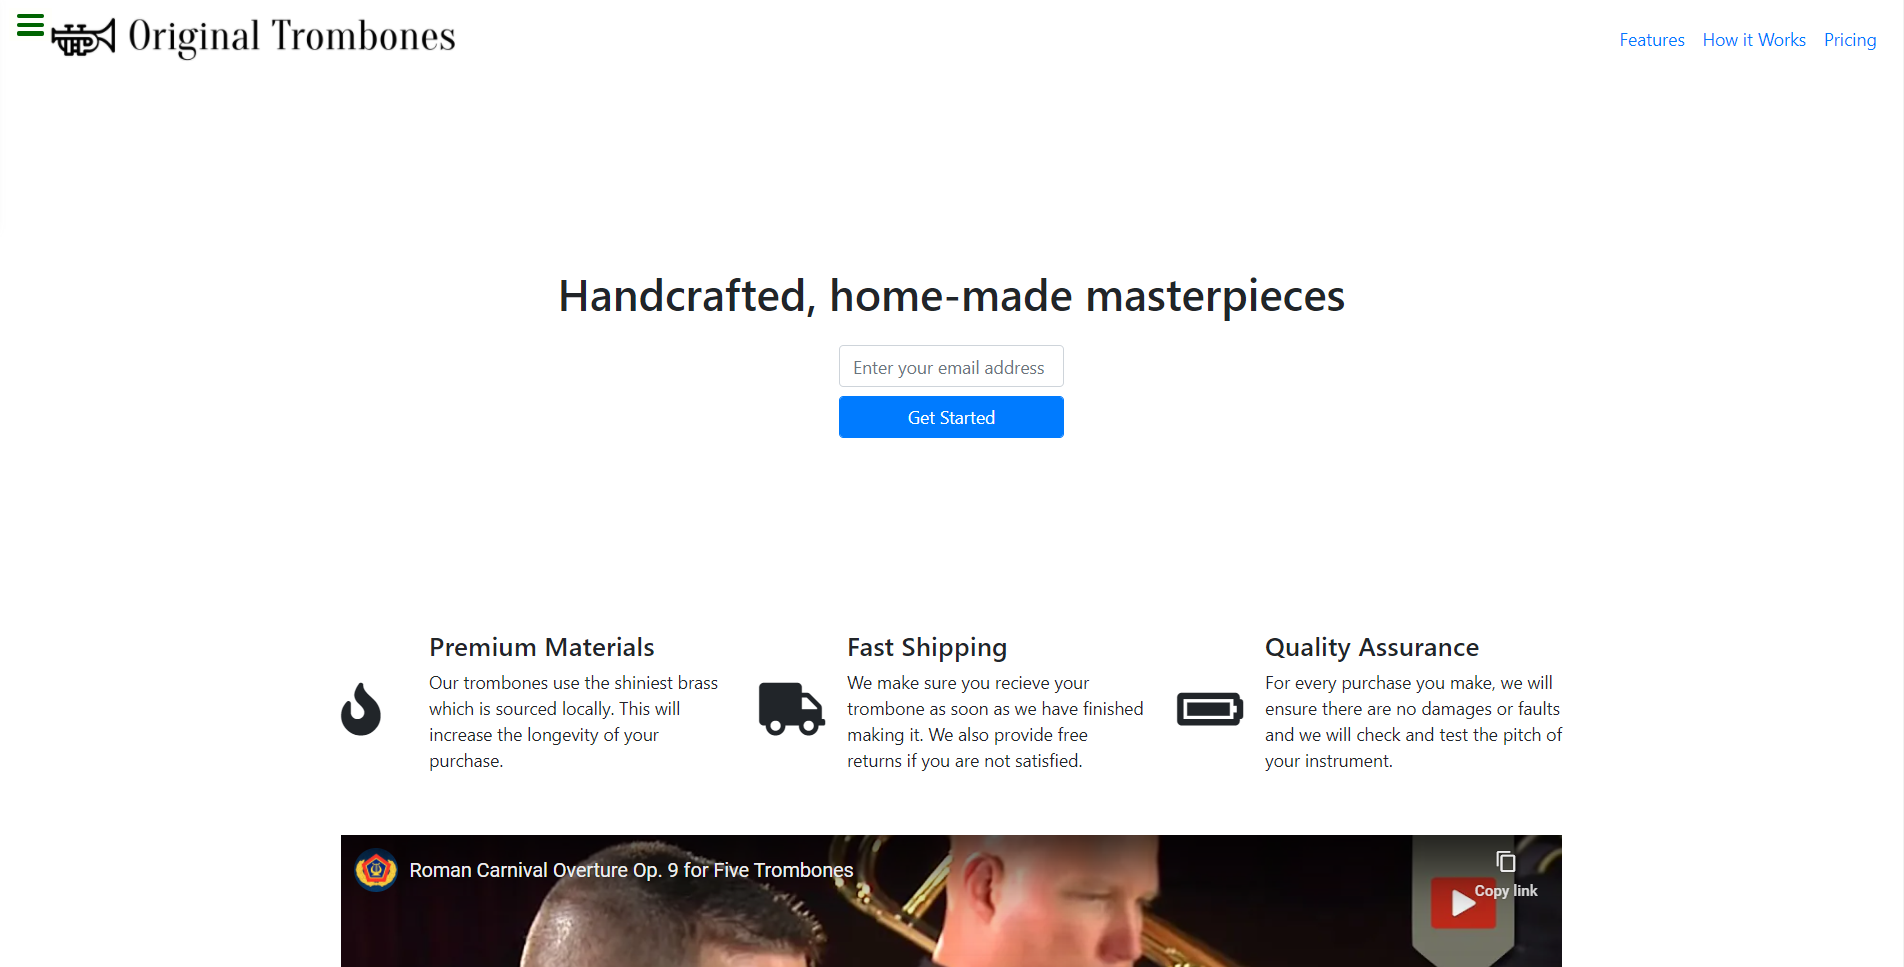 Original Trombones
Features How it Works Pricing
Handcrafted, home-made masterpieces
Enter your email address
Get Started
Premium Materials
Our trombones use the shiniest brass
which is sourced locally. This will
increase the longevity of your
purchase.
Fast Shipping
We make sure you recieve your
trombone as soon as we have finished
making it. We also provide free
returns if you are not satisfied.
Quality Assurance
For every purchase you make, we will
ensure there are no damages or faults
and we will check and test the pitch of
your instrument.
Roman Carnival Overture Op. 9 for Five Trombones
Copy link